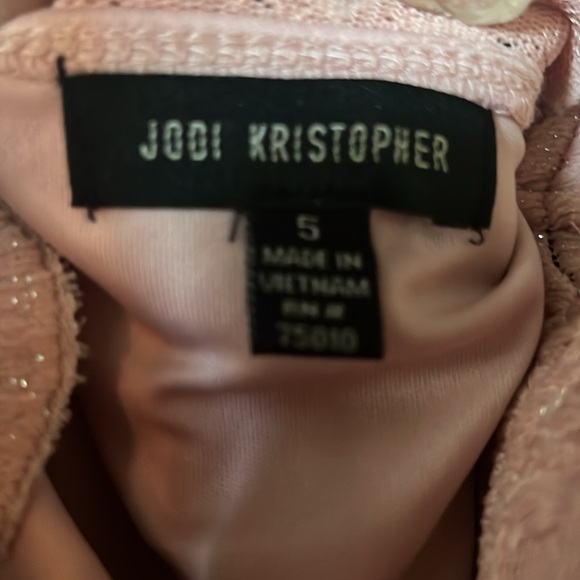 JODI KRISTOPHER
5
MADE IN
VIETNAM
RN #
75010